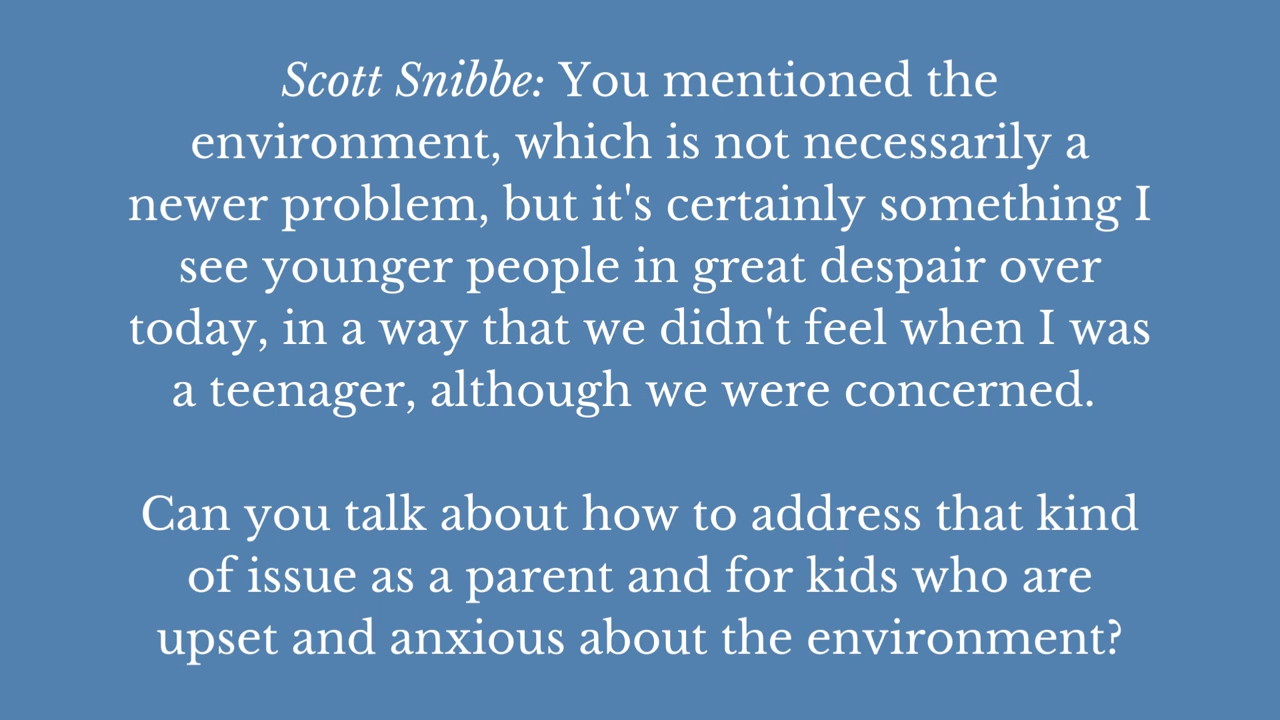 Scott Snibbe: You mentioned the
environment, which is not necessarily a
newer problem, but it's certainly something I
see younger people in great despair over
today, in a way that we didn't feel when I was
a teenager, although we were concerned.
Can you talk about how to address that kind
of issue as a parent and for kids who are
upset and anxious about the environment?